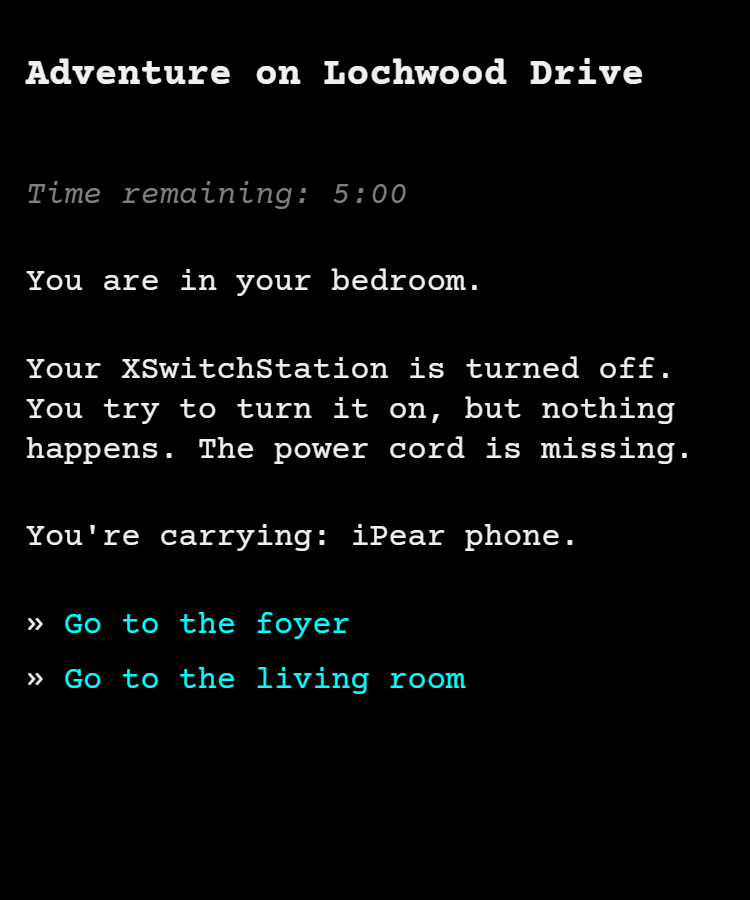 Adventure on Lochwood Drive
Time remaining: 5:00
You are in your bedroom.
Your XSwitchStation is turned off.
You try to turn it on, but nothing
happens. The power cord is missing.
You're carrying: iPear phone.
» Go to the foyer
» Go to the living room